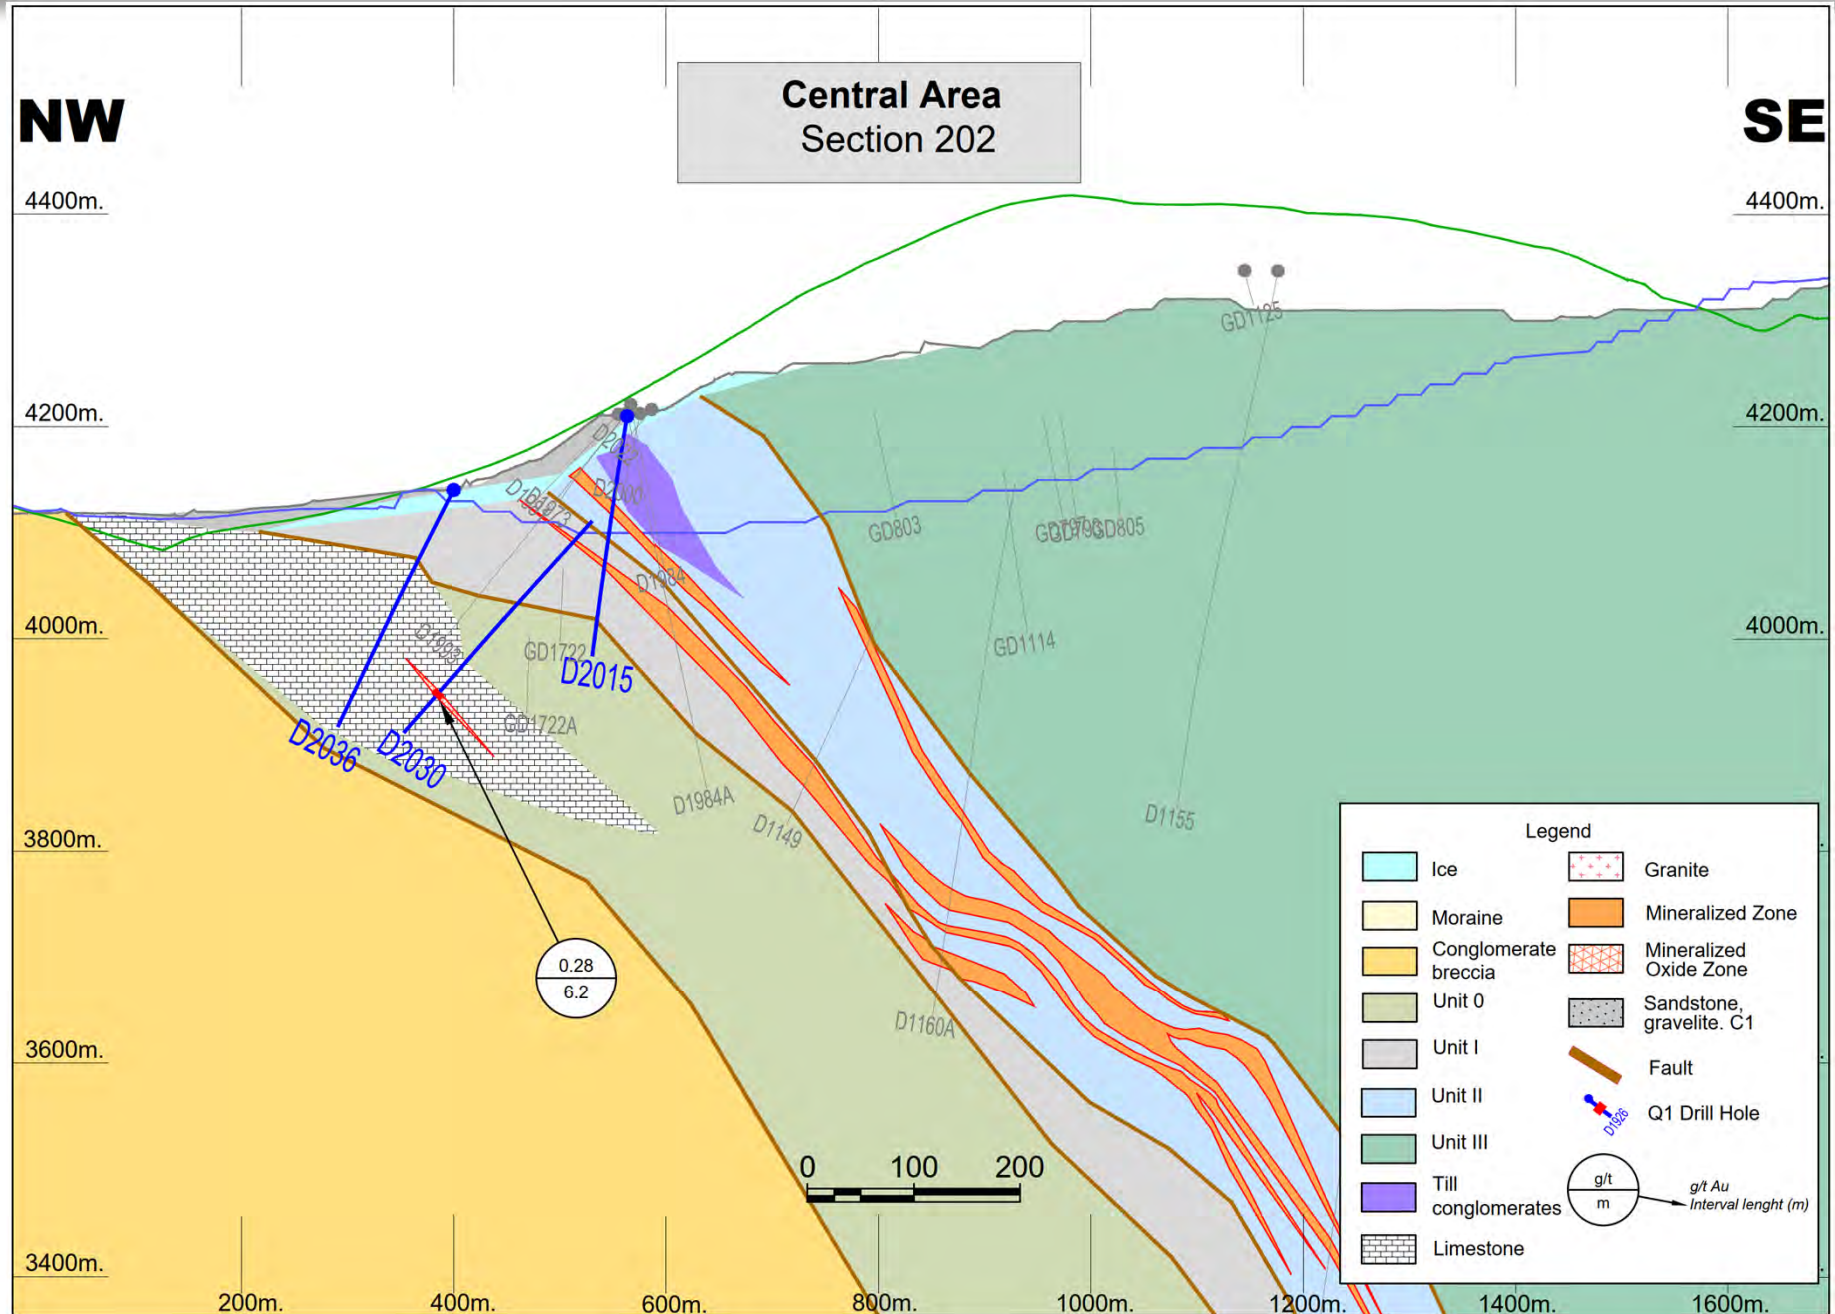 Central Area
Section 202
NW
SE
4400m.
4400m.
GD1125
4200m.
4200m.
D1973
GD803
GD805
D1984
4000m.
4000m.
D1993
GD1722
GD1114
D2015
GD1722A
D2036
D2030
D1984A
D1149
D1155
3800m.
0.28
6.2
D1160A
3600m.
0
100
200
3400m.
200m.
400m.
600m.
800m.
1000m.
1200m.
1400m.
1600m.
Legend
Ice
Moraine
Conglomerate
breccia
Unit 0
Unit I
Unit II
Unit III
Till
conglomerates
Limestone
Granite
Mineralized Zone
Mineralized
Oxide Zone
Sandstone,
gravelite. C1
Fault
D1926
Q1 Drill Hole
g/t
m
g/t Au
Interval lenght (m)